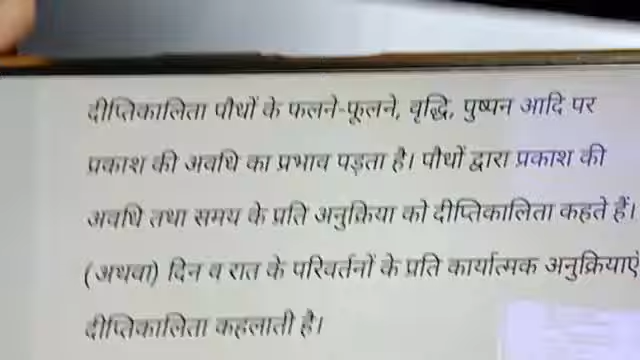 दीप्तिकालिता पौधों के फलने-फूलने, वृद्धि, पुष्पन आदि पर
प्रकाश की अवधि का प्रभाव पड़ता है। पौधों द्वारा प्रकाश की
अवधि तथा समय के प्रति अनुक्रिया को दीप्तिकालिता कहते हैं।
(अथवा) दिन व रात के परिवर्तनों के प्रति कार्यात्मक अनुक्रियाएं
दीप्तिकालिता कहलाती है।